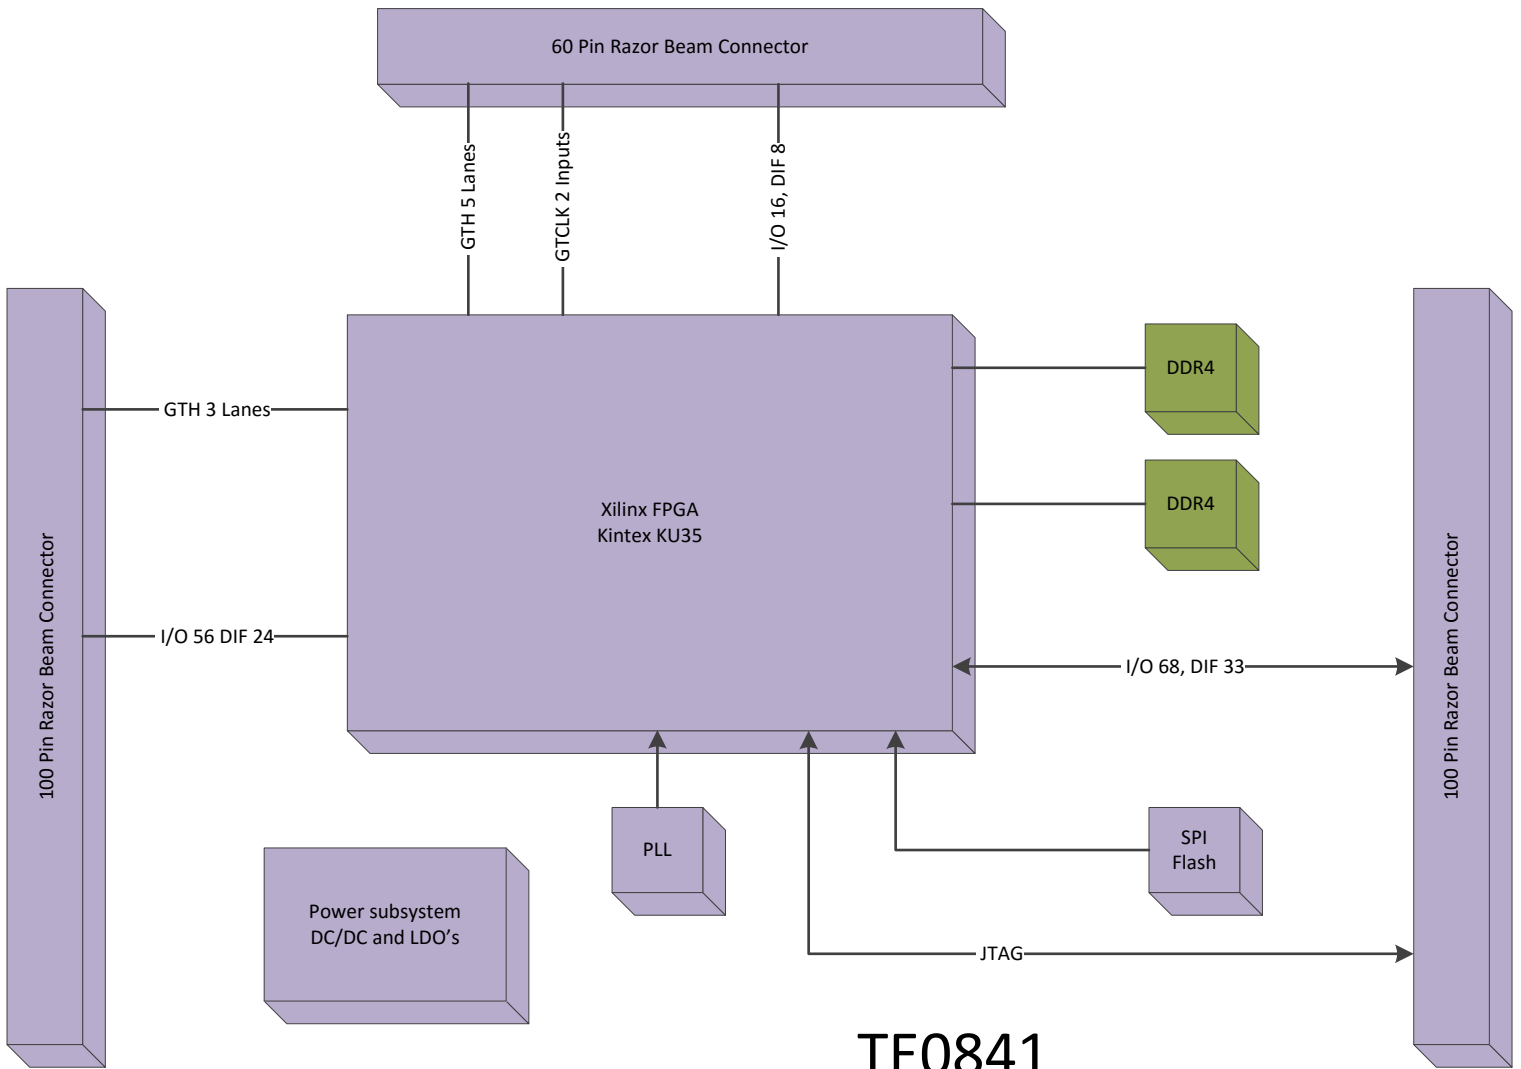 60 Pin Razor Beam Connector
GTH 5 Lanes
GTCLK 2 Inputs
I/O 16, DIF 8
DDR4
GTH 3 Lanes
DDR4
Xilinx FPGA
Kintex KU35
100 Pin Razor Beam Connector
100 Pin Razor Beam Connector
I/O 56 DIF 24
I/O 68, DIF 33
PLL
SPI
Flash
Power subsystem
DC/DC and LDO’s
JTAG
TE0841